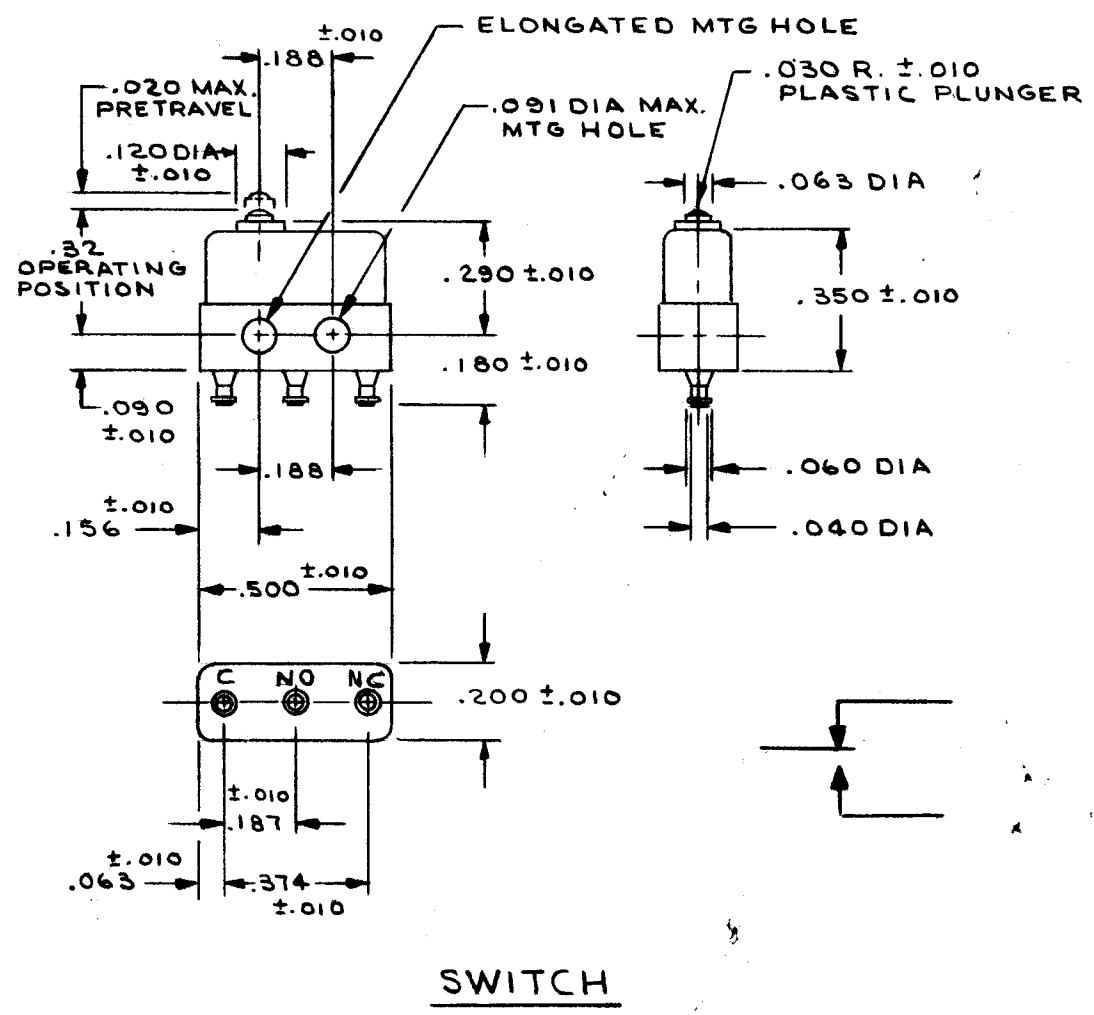 ±.010
.188
ELONGATED MTG HOLE
.020 MAX.
PRETRAVEL
.091 DIA MAX.
MTG HOLE
.030 R. ±.010
PLASTIC PLUNGER
.120 DIA
±.010
.063 DIA
.32
OPERATING
POSITION
.290 ±.010
.350 ±.010
.180 ±.010
.090
±.010
.188
.060 DIA
±.010
.156
.040 DIA
±.010
.500
C NO NC
.200 ±.010
±.010
.187
±.010
.063
.374
±.010
SWITCH